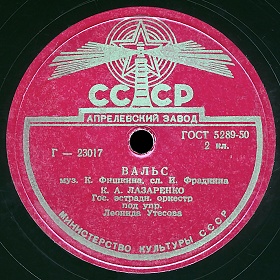 СССР
АПРЕЛЕВСКИЙ ЗАВОД
ГОСТ 5289-50
Г — 23017
2 кл.
ВАЛЬС
муз. К. Фишкина, сл. И. Фрадкина
К. А. ЛАЗАРЕНКО
Гос. эстрадн. оркестр
под упр.
Леонида Утесова
МИНИСТЕРСТВО КУЛЬТУРЫ СССР